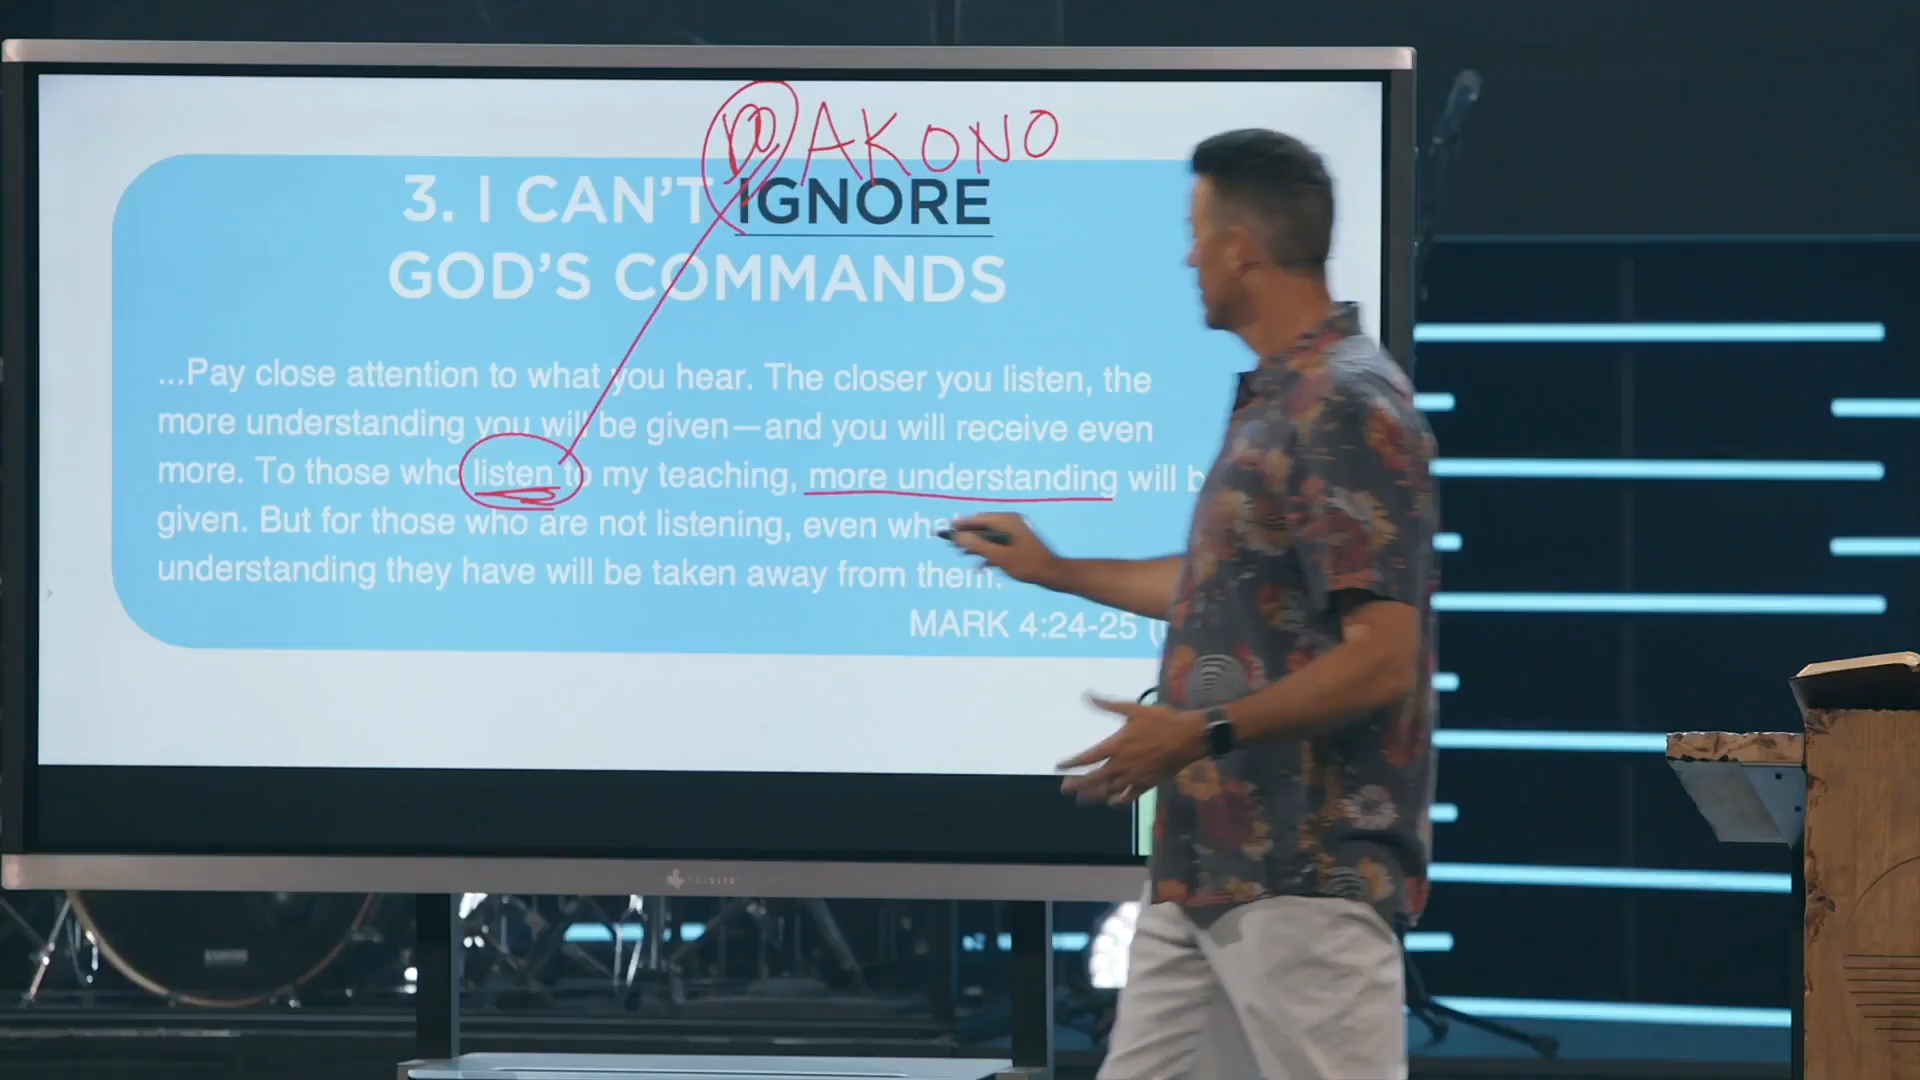 DO AKONO
3. I CAN'T IGNORE
GOD'S COMMANDS
...Pay close attention to what you hear. The closer you listen, the
more understanding you will be given—and you will receive even
more. To those who listen to my teaching, more understanding will
given. But for those who are not listening, even what
understanding they have will be taken away from them.
MARK 4:24-25